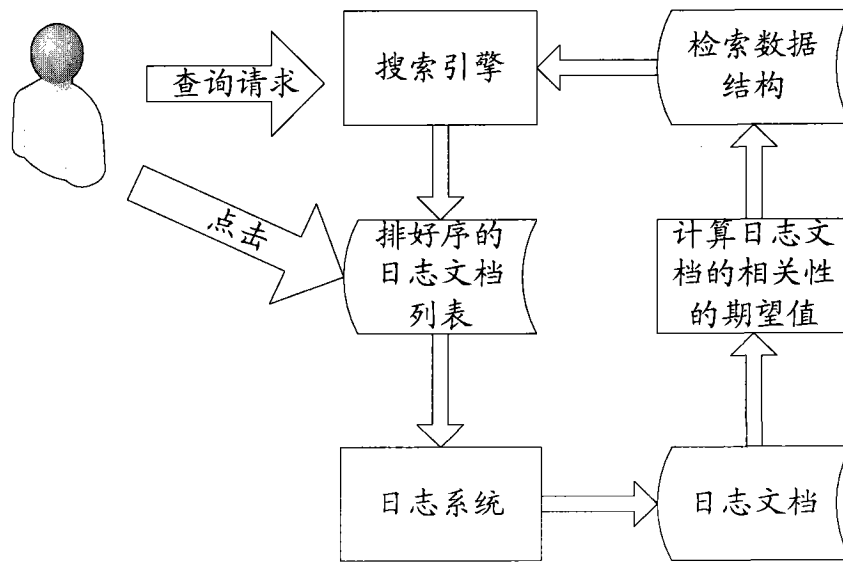 查询请求
搜索引擎
检索数据
结构
点击
排好序的
日志文档
列表
计算日志文
档的相关性
的期望值
日志系统
日志文档